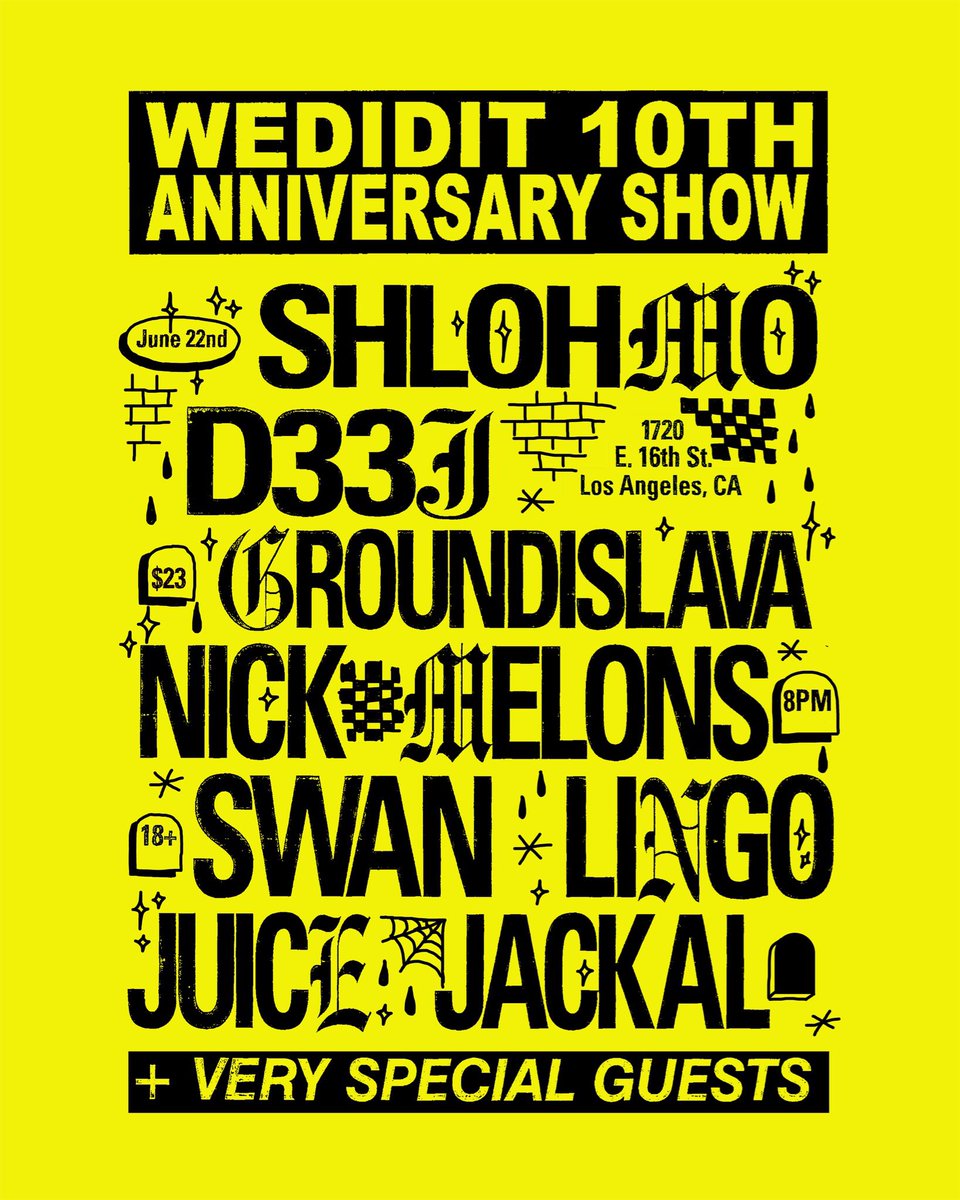 WEDIDIT 10TH
ANNIVERSARY SHOW
June 22nd
SHLOHMO
D33J
1720
E. 16th St.
Los Angeles, CA
$23
GROUNDISLAVA
NICK MELONS
8PM
18+
SWAN LINGO
JUICE JACKAL
+ VERY SPECIAL GUESTS